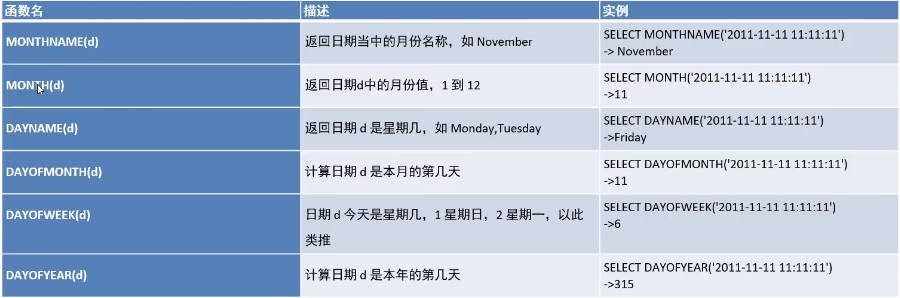 函数名 描述 实例
MONTHNAME(d) 返回日期当中的月份名称，如 November SELECT MONTHNAME('2011-11-11 11:11:11')
-> November
MONTH(d) 返回日期d中的月份值，1 到 12 SELECT MONTH('2011-11-11 11:11:11')
->11
DAYNAME(d) 返回日期 d 是星期几，如 Monday,Tuesday SELECT DAYNAME('2011-11-11 11:11:11')
->Friday
DAYOFMONTH(d) 计算日期 d 是本月的第几天 SELECT DAYOFMONTH('2011-11-11 11:11:11')
->11
DAYOFWEEK(d) 日期 d 今天是星期几，1 星期日，2 星期一，以此 SELECT DAYOFWEEK('2011-11-11 11:11:11')
类推 ->6
DAYOFYEAR(d) 计算日期 d 是本年的第几天 SELECT DAYOFYEAR('2011-11-11 11:11:11')
->315